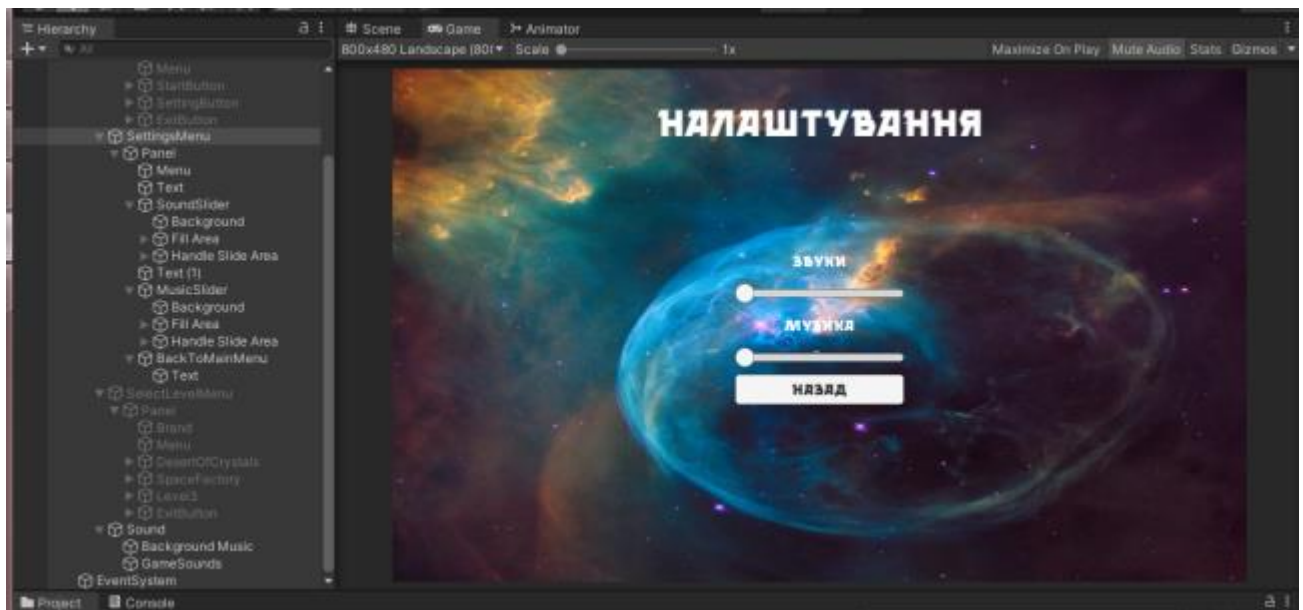 Hierarchy
Scene Game Animator
All
800x480 Landscape (801 Scale 1x Maximize On Play Mute Audio Stats Gizmos
Menu
StartButton
SettingButton
ExitButton
SettingsMenu
Panel
Menu
Text
SoundSlider
Background
Fill Area
Handle Slide Area
Text (1)
MusicSlider
Background
Fill Area
Handle Slide Area
BackToMainMenu
Text
SelectLevelMenu
Panel
Brand
Menu
DesertOfCrystals
SpaceFactory
Level3
ExitButton
Sound
Background Music
GameSounds
EventSystem
НАЛАШТУВАННЯ
ЗВУКИ
МУЗИКА
НАЗАД
Project Console